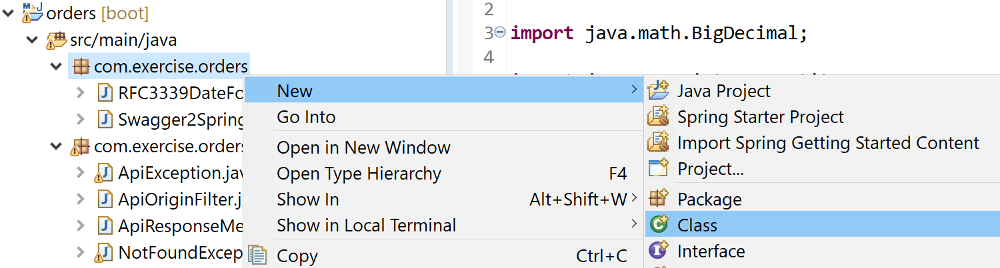 orders [boot]
src/main/java
com.exercise.orders
RFC3339DateFo
Swagger2Spring
com.exercise.orders
ApiException.jav
ApiOriginFilter.j
ApiResponseMe
NotFoundExcep
New
Go Into
Open in New Window
Open Type Hierarchy F4
Show In Alt+Shift+W
Show in Local Terminal
Copy Ctrl+C
2
3 import java.math.BigDecimal;
4
Java Project
Spring Starter Project
Import Spring Getting Started Content
Project...
Package
Class
Interface